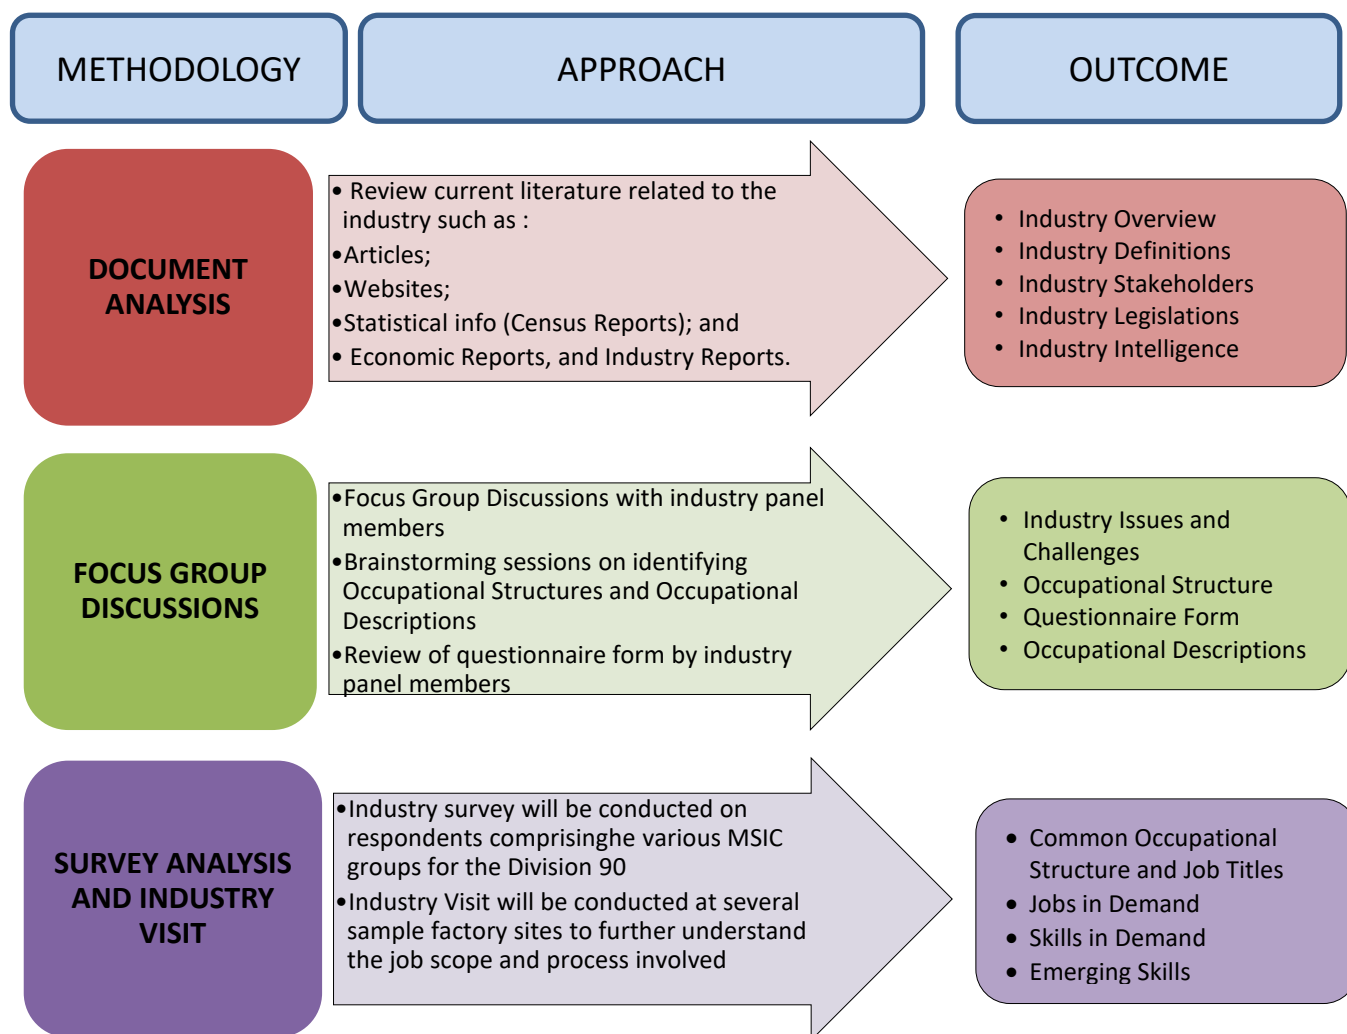 METHODOLOGY
APPROACH
OUTCOME
DOCUMENT
ANALYSIS
• Review current literature related to the
industry such as :
•Articles;
•Websites;
•Statistical info (Census Reports); and
• Economic Reports, and Industry Reports.
• Industry Overview
• Industry Definitions
• Industry Stakeholders
• Industry Legislations
• Industry Intelligence
FOCUS GROUP
DISCUSSIONS
•Focus Group Discussions with industry panel
members
•Brainstorming sessions on identifying
Occupational Structures and Occupational
Descriptions
•Review of questionnaire form by industry
panel members
• Industry Issues and
Challenges
• Occupational Structure
• Questionnaire Form
• Occupational Descriptions
SURVEY ANALYSIS
AND INDUSTRY
VISIT
•Industry survey will be conducted on
respondents comprisinghe various MSIC
groups for the Division 90
•Industry Visit will be conducted at several
sample factory sites to further understand
the job scope and process involved
• Common Occupational
Structure and Job Titles
• Jobs in Demand
• Skills in Demand
• Emerging Skills